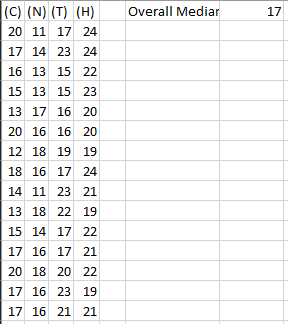 (C) (N) (T) (H) Overall Median 17
20 11 17 24
17 14 23 24
16 13 15 22
15 13 15 23
13 17 16 20
20 16 16 20
12 18 19 19
18 16 17 24
14 11 23 21
13 18 22 19
15 14 17 22
17 16 17 21
20 18 20 22
17 16 23 19
17 16 21 21